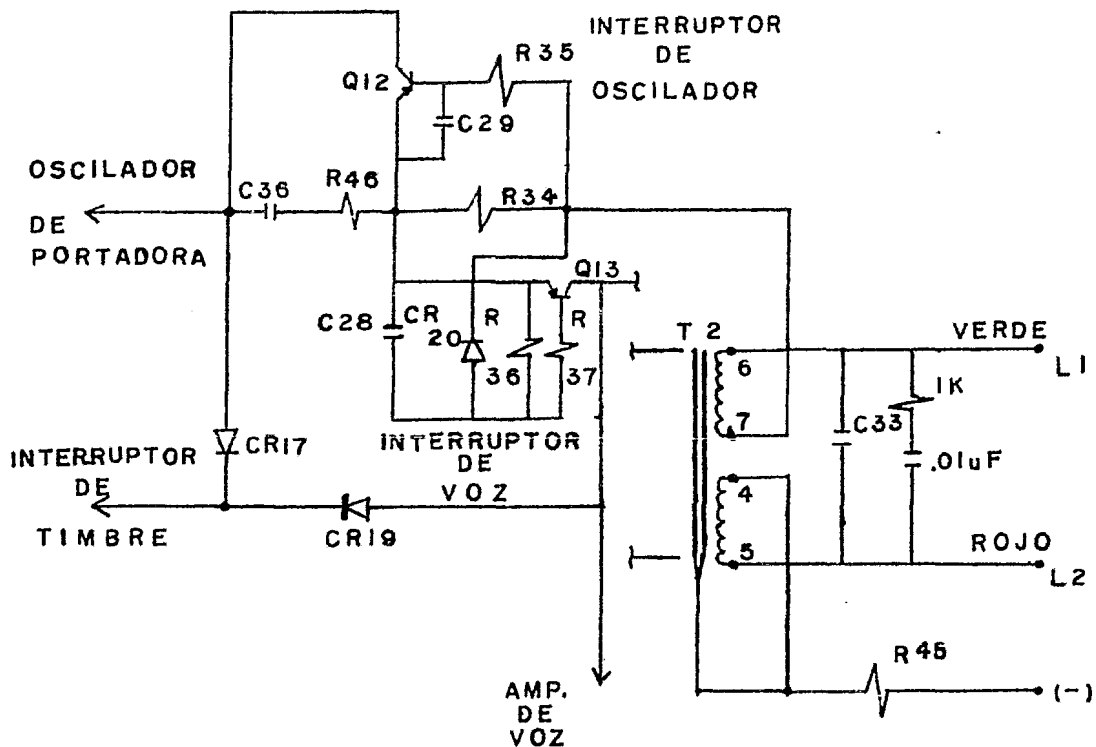 INTERRUPTOR
DE
OSCILADOR
R35
Q12
C29
OSCILADOR
DE
PORTADORA
C36
R46
R34
Q13
C28
CR
20
R
36
R
37
T2
VERDE
L1
6
1K
7
C33
.01uF
CR17
INTERRUPTOR
DE
VOZ
INTERRUPTOR
DE
TIMBRE
CR19
4
5
ROJO
L2
R45
(-)
AMP.
DE
VOZ